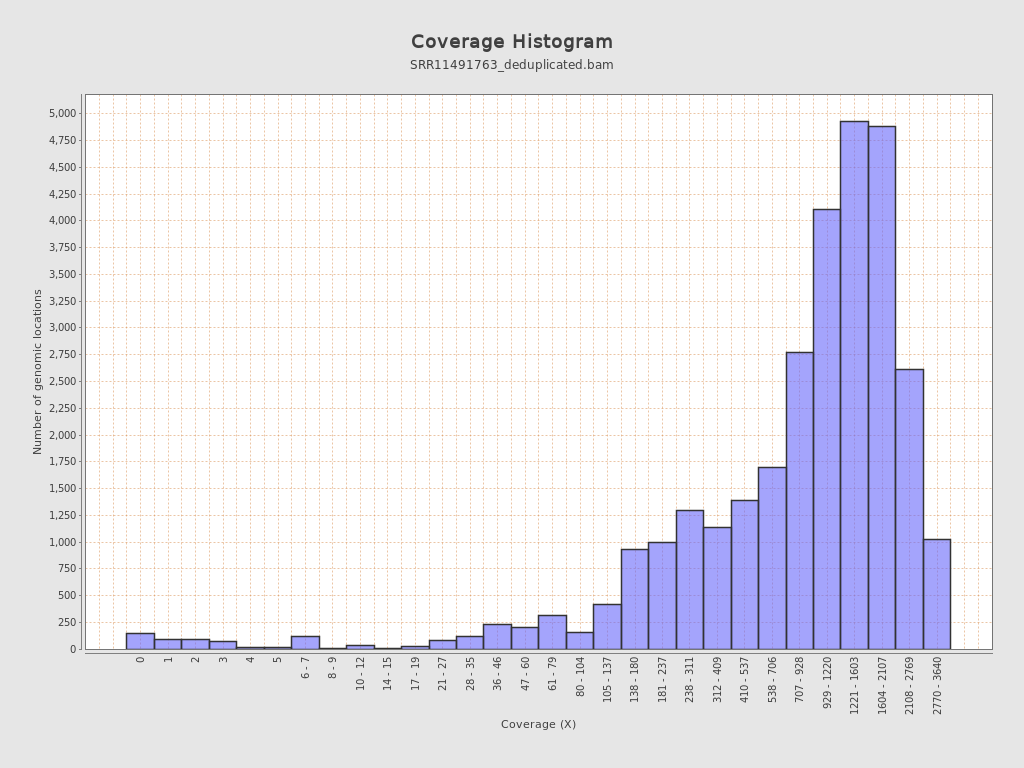 Coverage Histogram
SRR11491763_deduplicated.bam
Number of genomic locations
5,000
4,750
4,500
4,250
4,000
3,750
3,500
3,250
3,000
2,750
2,500
2,250
2,000
1,750
1,500
1,250
1,000
750
500
250
0
0
1
2
3
4
5
6 - 7
8 - 9
10 - 12
14 - 15
17 - 19
21 - 27
28 - 35
36 - 46
47 - 60
61 - 79
80 - 104
105 - 137
138 - 180
181 - 237
238 - 311
312 - 409
410 - 537
538 - 706
707 - 928
929 - 1220
1221 - 1603
1604 - 2107
2108 - 2769
2770 - 3640
Coverage (X)